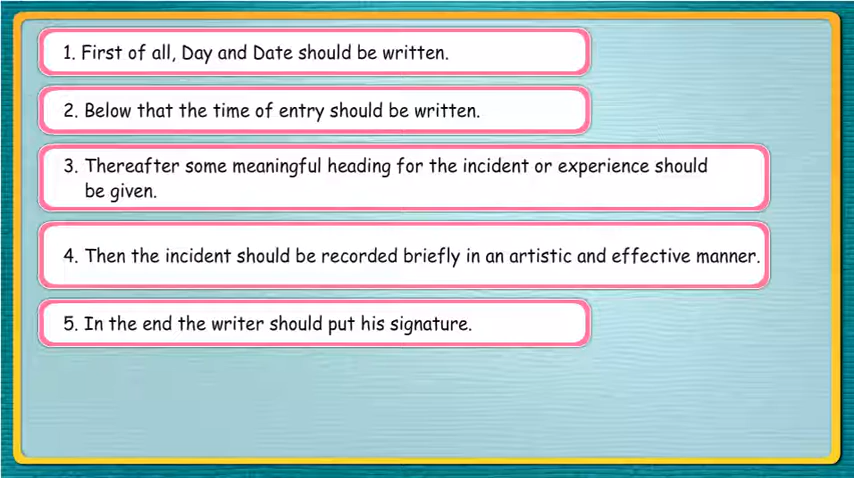 1. First of all, Day and Date should be written.
2. Below that the time of entry should be written.
3. Thereafter some meaningful heading for the incident or experience should
be given.
4. Then the incident should be recorded briefly in an artistic and effective manner.
5. In the end the writer should put his signature.